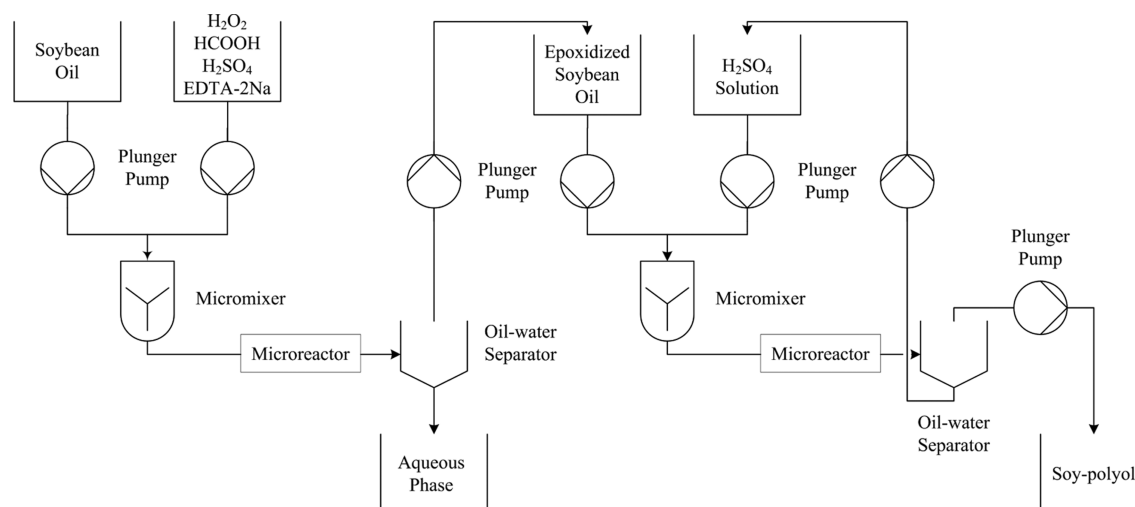 Soybean
Oil
H₂O₂
HCOOH
H₂SO₄
EDTA-2Na
Plunger
Pump
Micromixer
Microreactor
Oil-water
Separator
Aqueous
Phase
Plunger
Pump
Epoxidized
Soybean
Oil
H₂SO₄
Solution
Plunger
Pump
Micromixer
Microreactor
Oil-water
Separator
Plunger
Pump
Soy-polyol